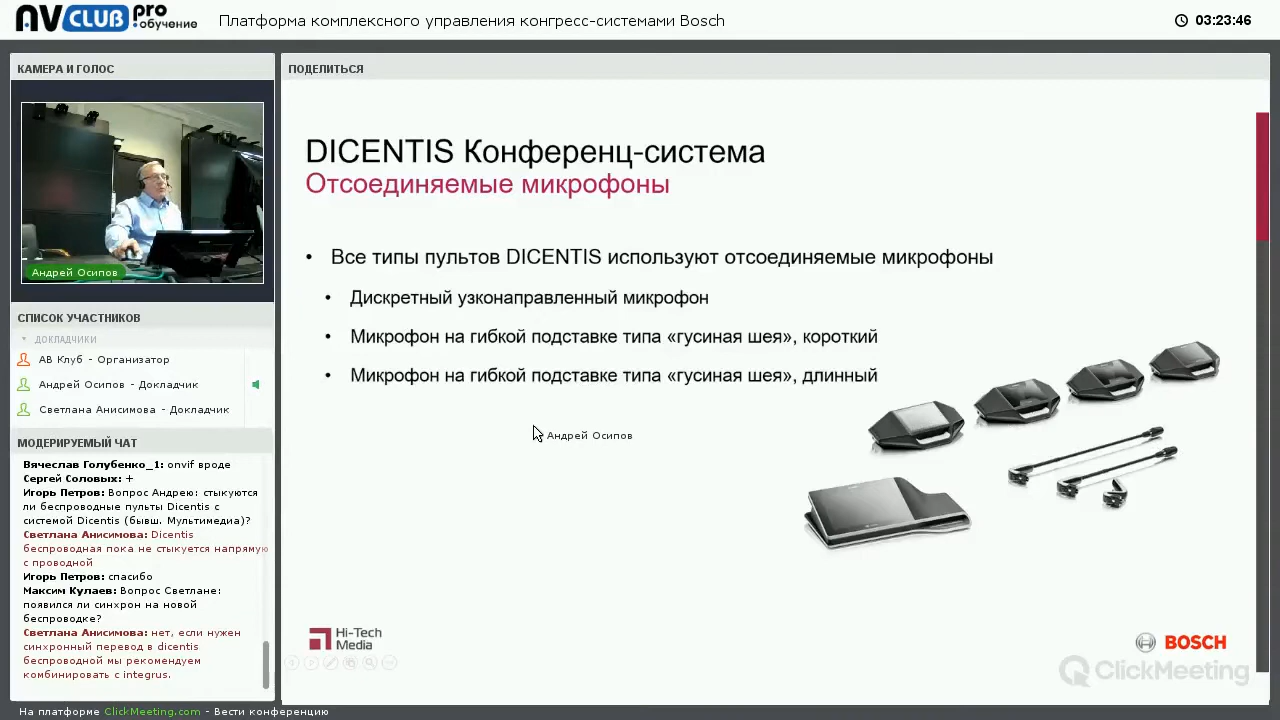 AV CLUB pro
:обучение
Платформа комплексного управления конгресс-системами Bosch
03:23:46
КАМЕРА И ГОЛОС
Андрей Осипов
СПИСОК УЧАСТНИКОВ
ДОКЛАДЧИКИ
АВ Клуб - Организатор
Андрей Осипов - Докладчик
Светлана Анисимова - Докладчик
МОДЕРИРУЕМЫЙ ЧАТ
Вячеслав Голубенко_1: onvif вроде
Сергей Соловых: +
Игорь Петров: Вопрос Андрею: стыкуются
ли беспроводные пульты Dicentis с
системой Dicentis (бывш. Мультимедиа)?
Светлана Анисимова: Dicentis
беспроводная пока не стыкуется напрямую
с проводной
Игорь Петров: спасибо
Максим Кулаев: Вопрос Светлане:
появился ли синхрон на новой
беспроводке?
Светлана Анисимова: нет, если нужен
синхронный перевод в dicentis
беспроводной мы рекомендуем
комбинировать с integrus.
ПОДЕЛИТЬСЯ
DICENTIS Конференц-система
Отсоединяемые микрофоны
• Все типы пультов DICENTIS используют отсоединяемые микрофоны
• Дискретный узконаправленный микрофон
• Микрофон на гибкой подставке типа «гусиная шея», короткий
• Микрофон на гибкой подставке типа «гусиная шея», длинный
Андрей Осипов
Hi-Tech
Media
BOSCH
ClickMeeting
На платформе ClickMeeting.com - Вести конференцию